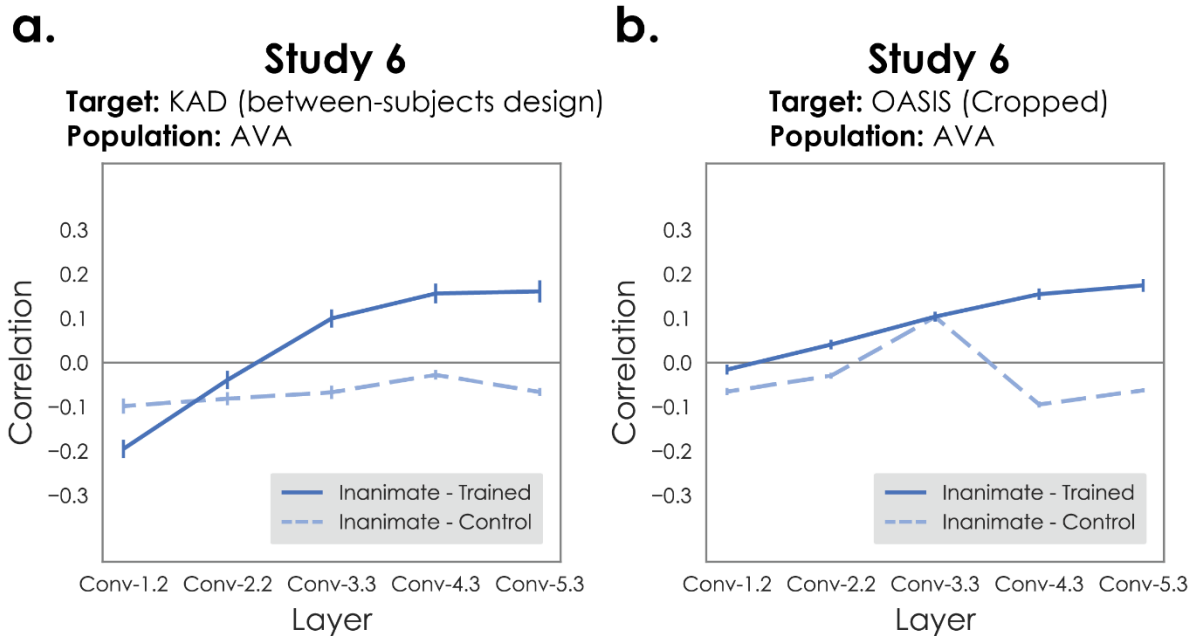 a.
Study 6
Target: KAD (between-subjects design)
Population: AVA
Correlation
0.3
0.2
0.1
0.0
−0.1
−0.2
−0.3
Inanimate - Trained
Inanimate - Control
Conv-1.2 Conv-2.2 Conv-3.3 Conv-4.3 Conv-5.3
Layer
b.
Study 6
Target: OASIS (Cropped)
Population: AVA
Correlation
0.3
0.2
0.1
0.0
−0.1
−0.2
−0.3
Inanimate - Trained
Inanimate - Control
Conv-1.2 Conv-2.2 Conv-3.3 Conv-4.3 Conv-5.3
Layer